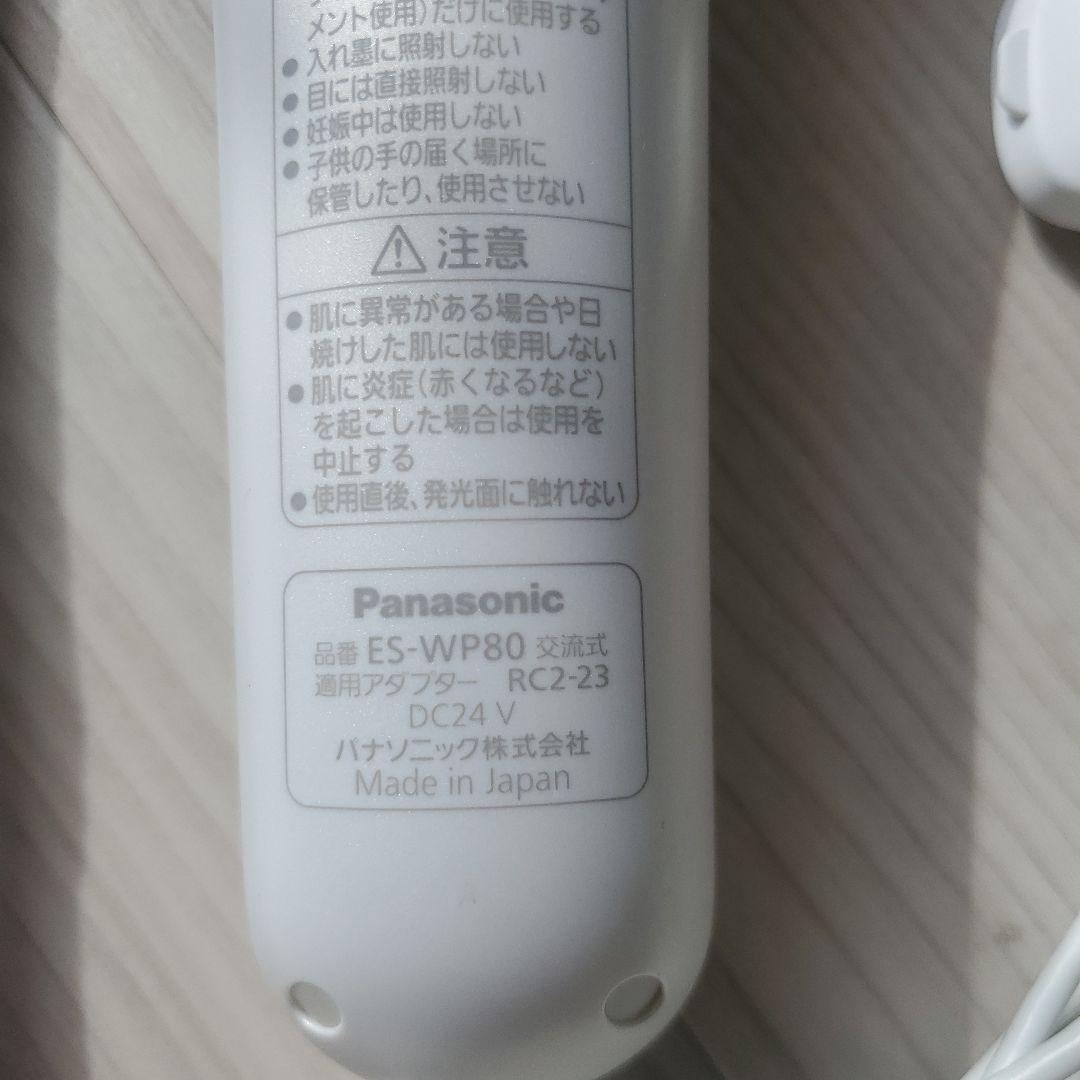 メント使用)だけに使用する
● 入れ墨に照射しない
● 目には直接照射しない
● 妊娠中は使用しない
● 子供の手の届く場所に
保管したり、使用させない
⚠ 注意
● 肌に異常がある場合や日
焼けした肌には使用しない
● 肌に炎症(赤くなるなど)
を起こした場合は使用を
中止する
● 使用直後、発光面に触れない
Panasonic
品番 ES-WP80 交流式
適用アダプター RC2-23
DC24 V
パナソニック株式会社
Made in Japan